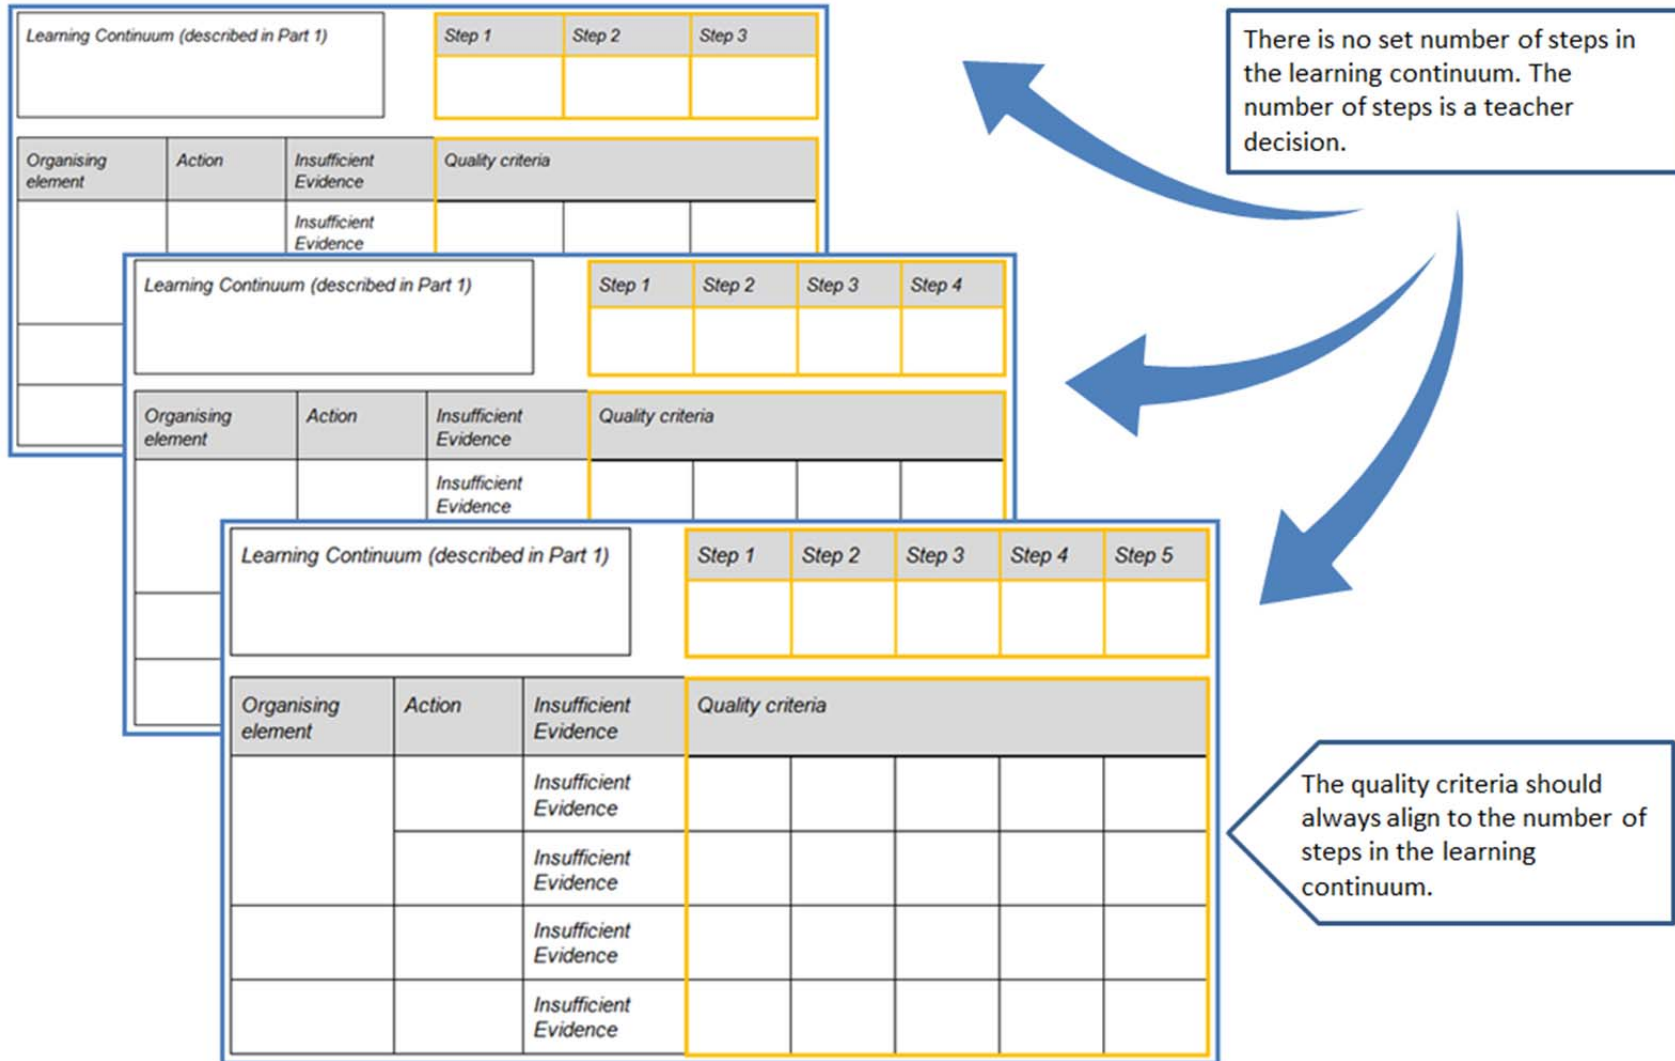 Learning Continuum (described in Part 1)
Step 1 Step 2 Step 3
Organising
element
Action
Insufficient
Evidence
Quality criteria
Insufficient
Evidence
There is no set number of steps in
the learning continuum. The
number of steps is a teacher
decision.
Learning Continuum (described in Part 1)
Step 1 Step 2 Step 3 Step 4
Organising
element
Action
Insufficient
Evidence
Quality criteria
Insufficient
Evidence
Learning Continuum (described in Part 1)
Step 1 Step 2 Step 3 Step 4 Step 5
Organising
element
Action
Insufficient
Evidence
Quality criteria
Insufficient
Evidence
Insufficient
Evidence
Insufficient
Evidence
Insufficient
Evidence
The quality criteria should
always align to the number of
steps in the learning
continuum.